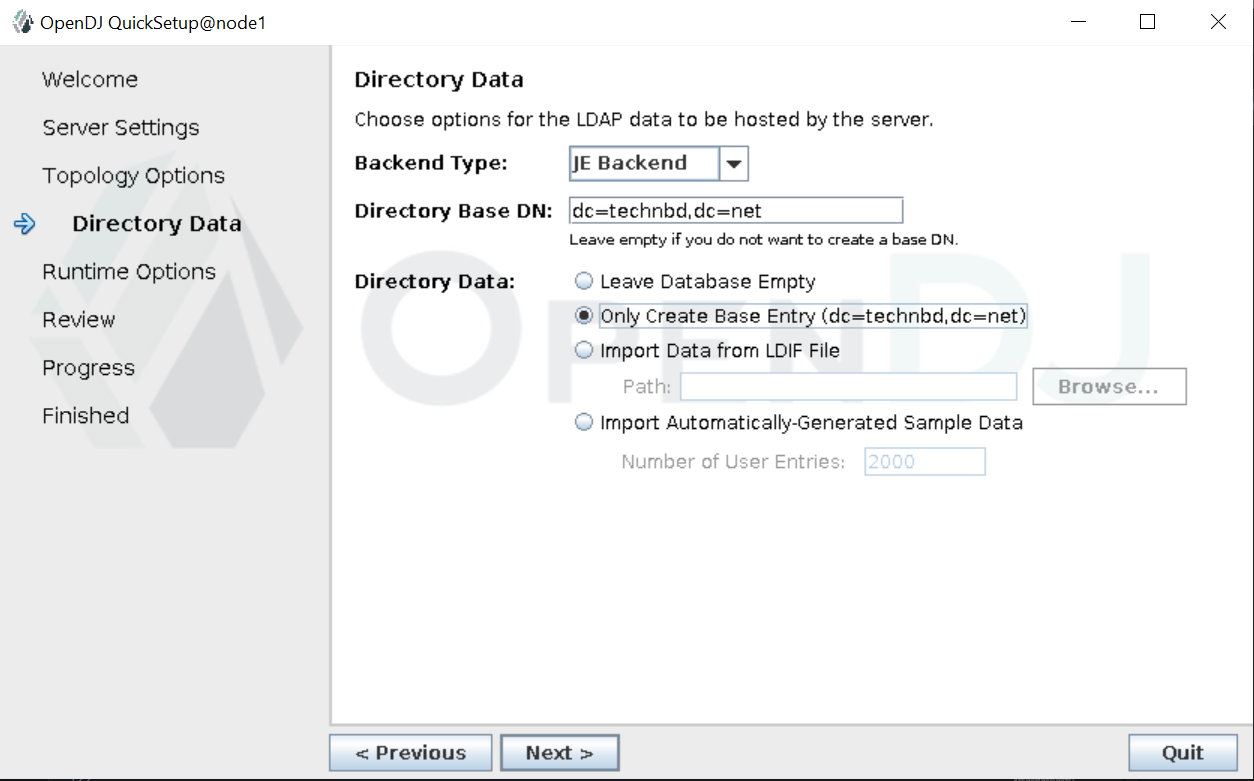 OpenDJ QuickSetup@node1
Welcome
Server Settings
Topology Options
Directory Data
Runtime Options
Review
Progress
Finished
Directory Data
Choose options for the LDAP data to be hosted by the server.
Backend Type: JE Backend
Directory Base DN: dc=technbd,dc=net
Leave empty if you do not want to create a base DN.
Directory Data: Leave Database Empty
Only Create Base Entry (dc=technbd,dc=net)
Import Data from LDIF File
Path: Browse...
Import Automatically-Generated Sample Data
Number of User Entries: 2000
OPENDJ
< Previous Next > Quit